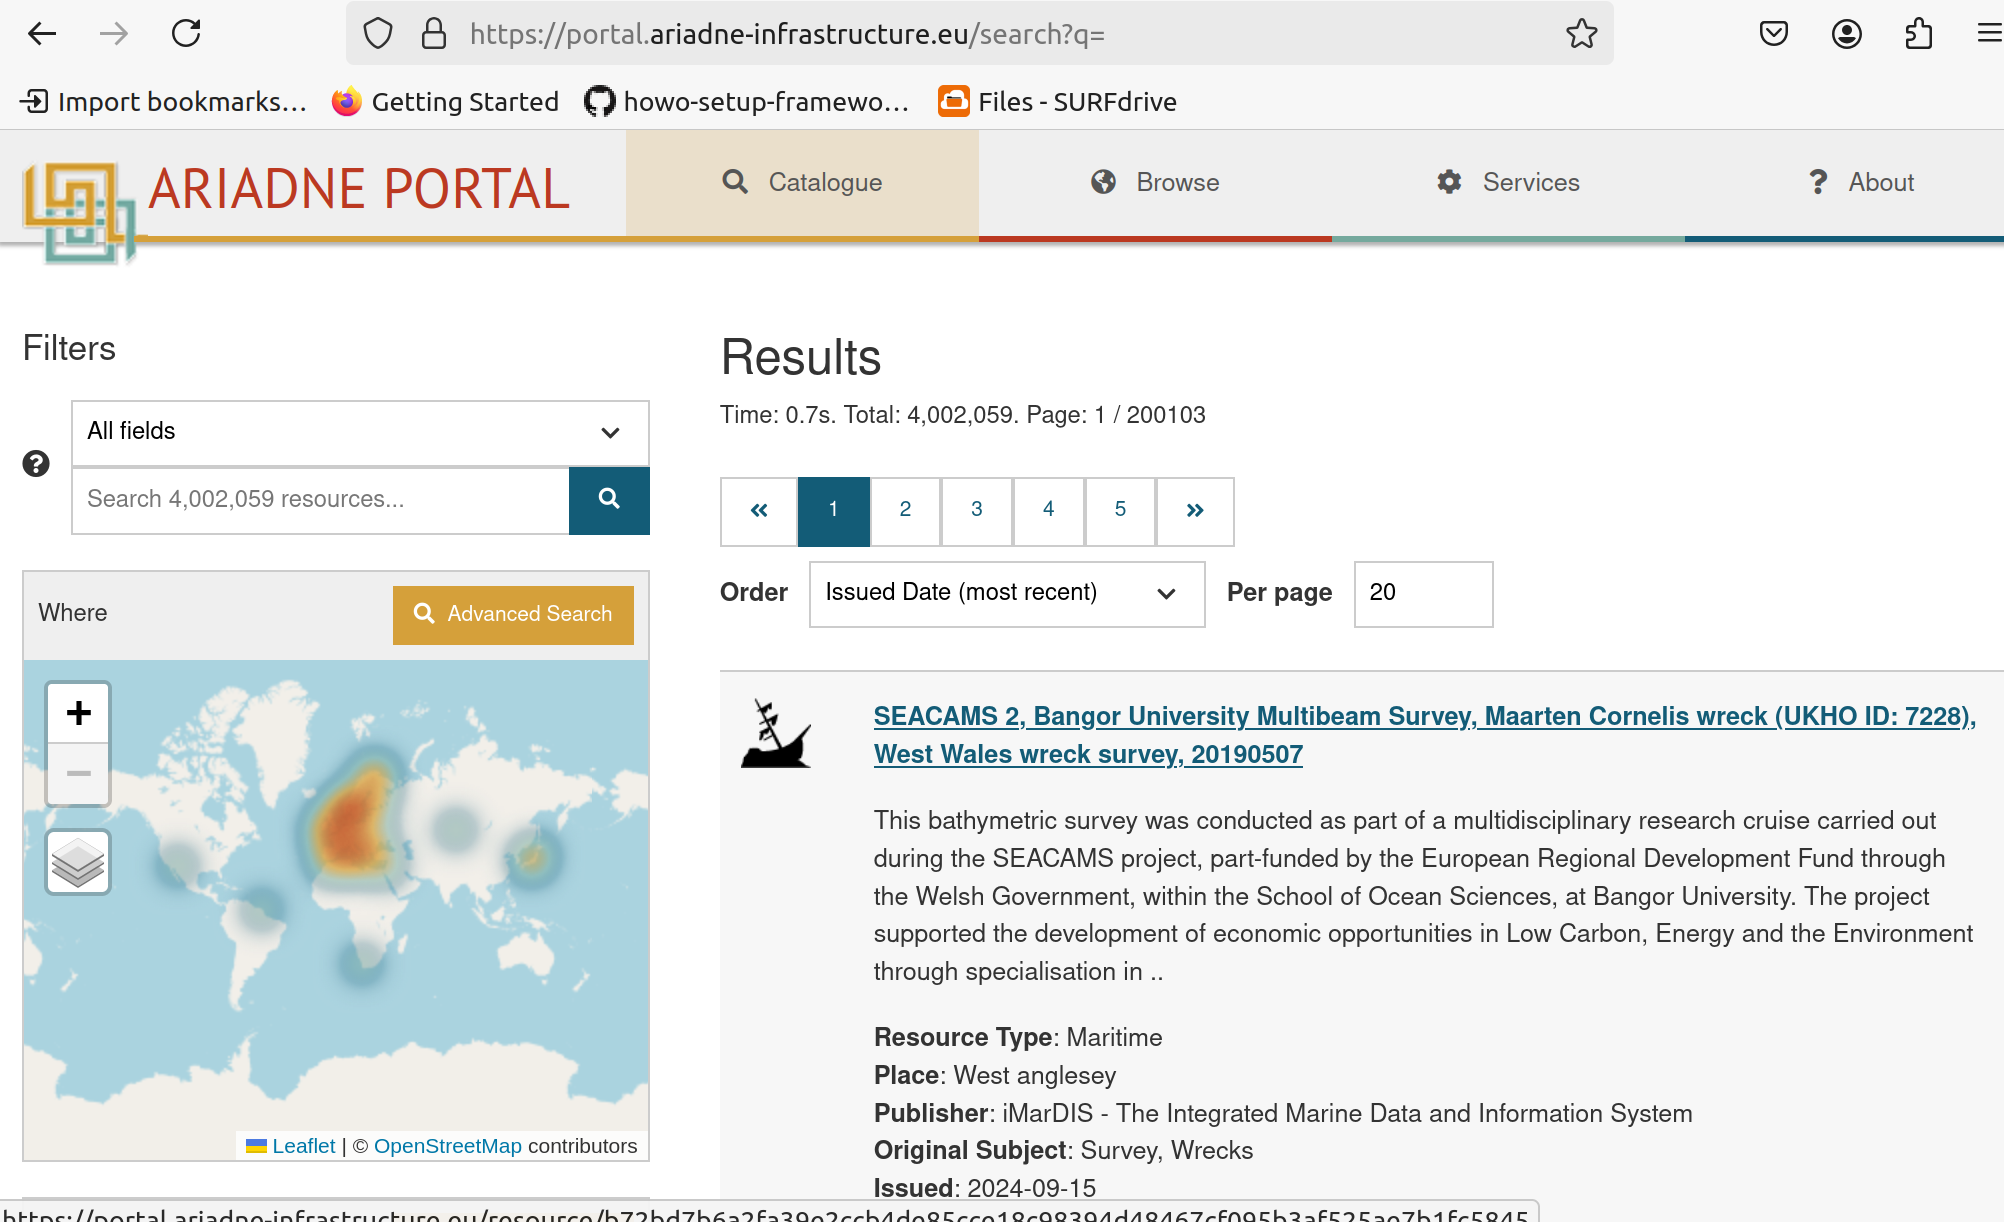 https://portal.ariadne-infrastructure.eu/search?q=
Import bookmarks... Getting Started howo-setup-framewo... Files - SURFdrive
ARIADNE PORTAL Catalogue Browse Services ? About
Filters
All fields
Search 4,002,059 resources...
Where Advanced Search
+
−
Leaflet | © OpenStreetMap contributors
Results
Time: 0.7s. Total: 4,002,059. Page: 1 / 200103
« 1 2 3 4 5 »
Order Issued Date (most recent) Per page 20
SEACAMS 2, Bangor University Multibeam Survey, Maarten Cornelis wreck (UKHO ID: 7228),
West Wales wreck survey, 20190507
This bathymetric survey was conducted as part of a multidisciplinary research cruise carried out
during the SEACAMS project, part-funded by the European Regional Development Fund through
the Welsh Government, within the School of Ocean Sciences, at Bangor University. The project
supported the development of economic opportunities in Low Carbon, Energy and the Environment
through specialisation in ..
Resource Type: Maritime
Place: West anglesey
Publisher: iMarDIS - The Integrated Marine Data and Information System
Original Subject: Survey, Wrecks
Issued: 2024-09-15